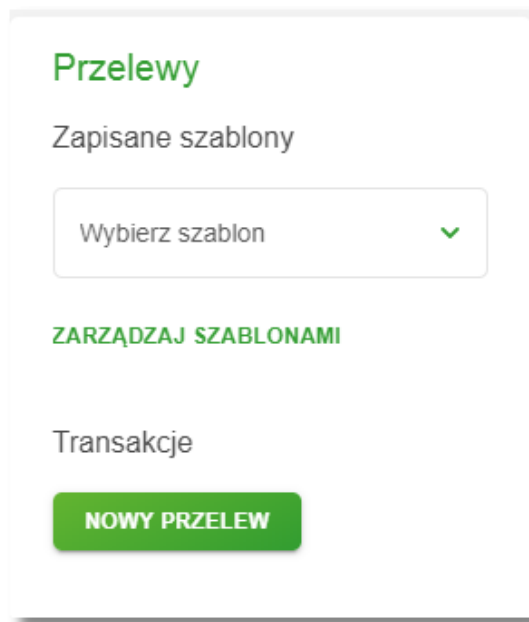 Przelewy
Zapisane szablony
Wybierz szablon
ZARZĄDZAJ SZABLONAMI
Transakcje
NOWY PRZELEW